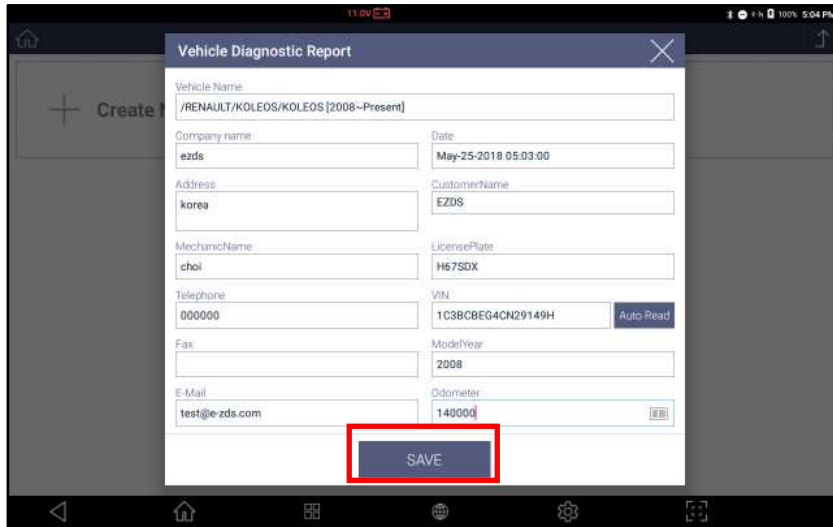 11.0V
100% 5:04 PM
Vehicle Diagnostic Report
Create
Vehicle Name
/RENAULT/KOLEOS/KOLEOS [2008~Present]
Company name
Date
ezds
May-25-2018 05:03:00
Address
CustomerName
korea
EZDS
MechanicName
LicensePlate
choi
H67SDX
Telephone
VIN
000000
1C3BCBEG4CN29149H
Auto Read
Fax
ModelYear
2008
E-Mail
Odometer
test@e-zds.com
140000
SAVE